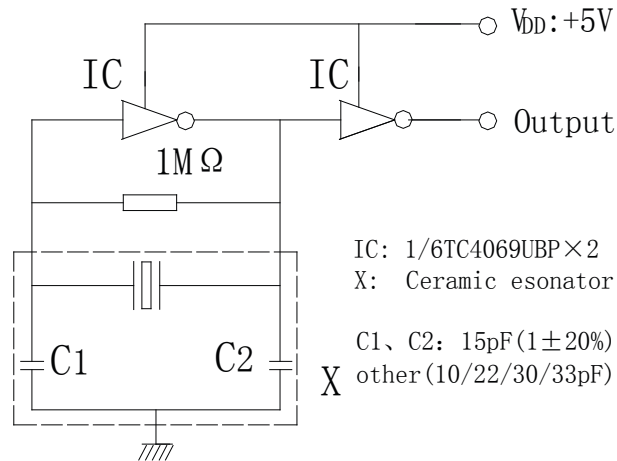 VDD:+5V
IC
IC
Output
1MΩ
IC: 1/6TC4069UBP×2
X: Ceramic esonator
C1、C2: 15pF(1±20%)
C1
C2
X
other(10/22/30/33pF)